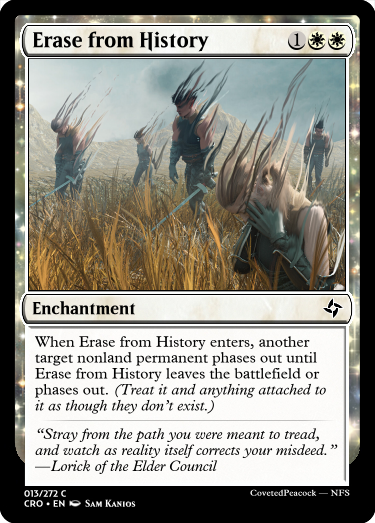 Erase from History 1
Enchantment
When Erase from History enters, another
target nonland permanent phases out until
Erase from History leaves the battlefield or
phases out. (Treat it and anything attached to
it as though they don't exist.)
“Stray from the path you were meant to tread,
and watch as reality itself corrects your misdeed.”
—Lorick of the Elder Council
013/272 C
CRO • EN Sam Kanios
CovetedPeacock — NFS